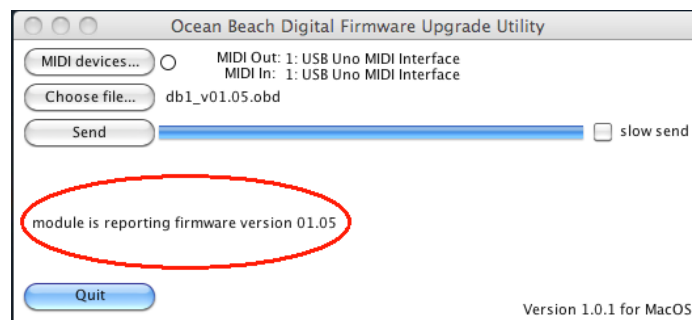 Ocean Beach Digital Firmware Upgrade Utility
MIDI devices... MIDI Out: 1: USB Uno MIDI Interface
MIDI In: 1: USB Uno MIDI Interface
Choose file... db1_v01.05.obd
Send slow send
module is reporting firmware version 01.05
Quit
Version 1.0.1 for MacOS